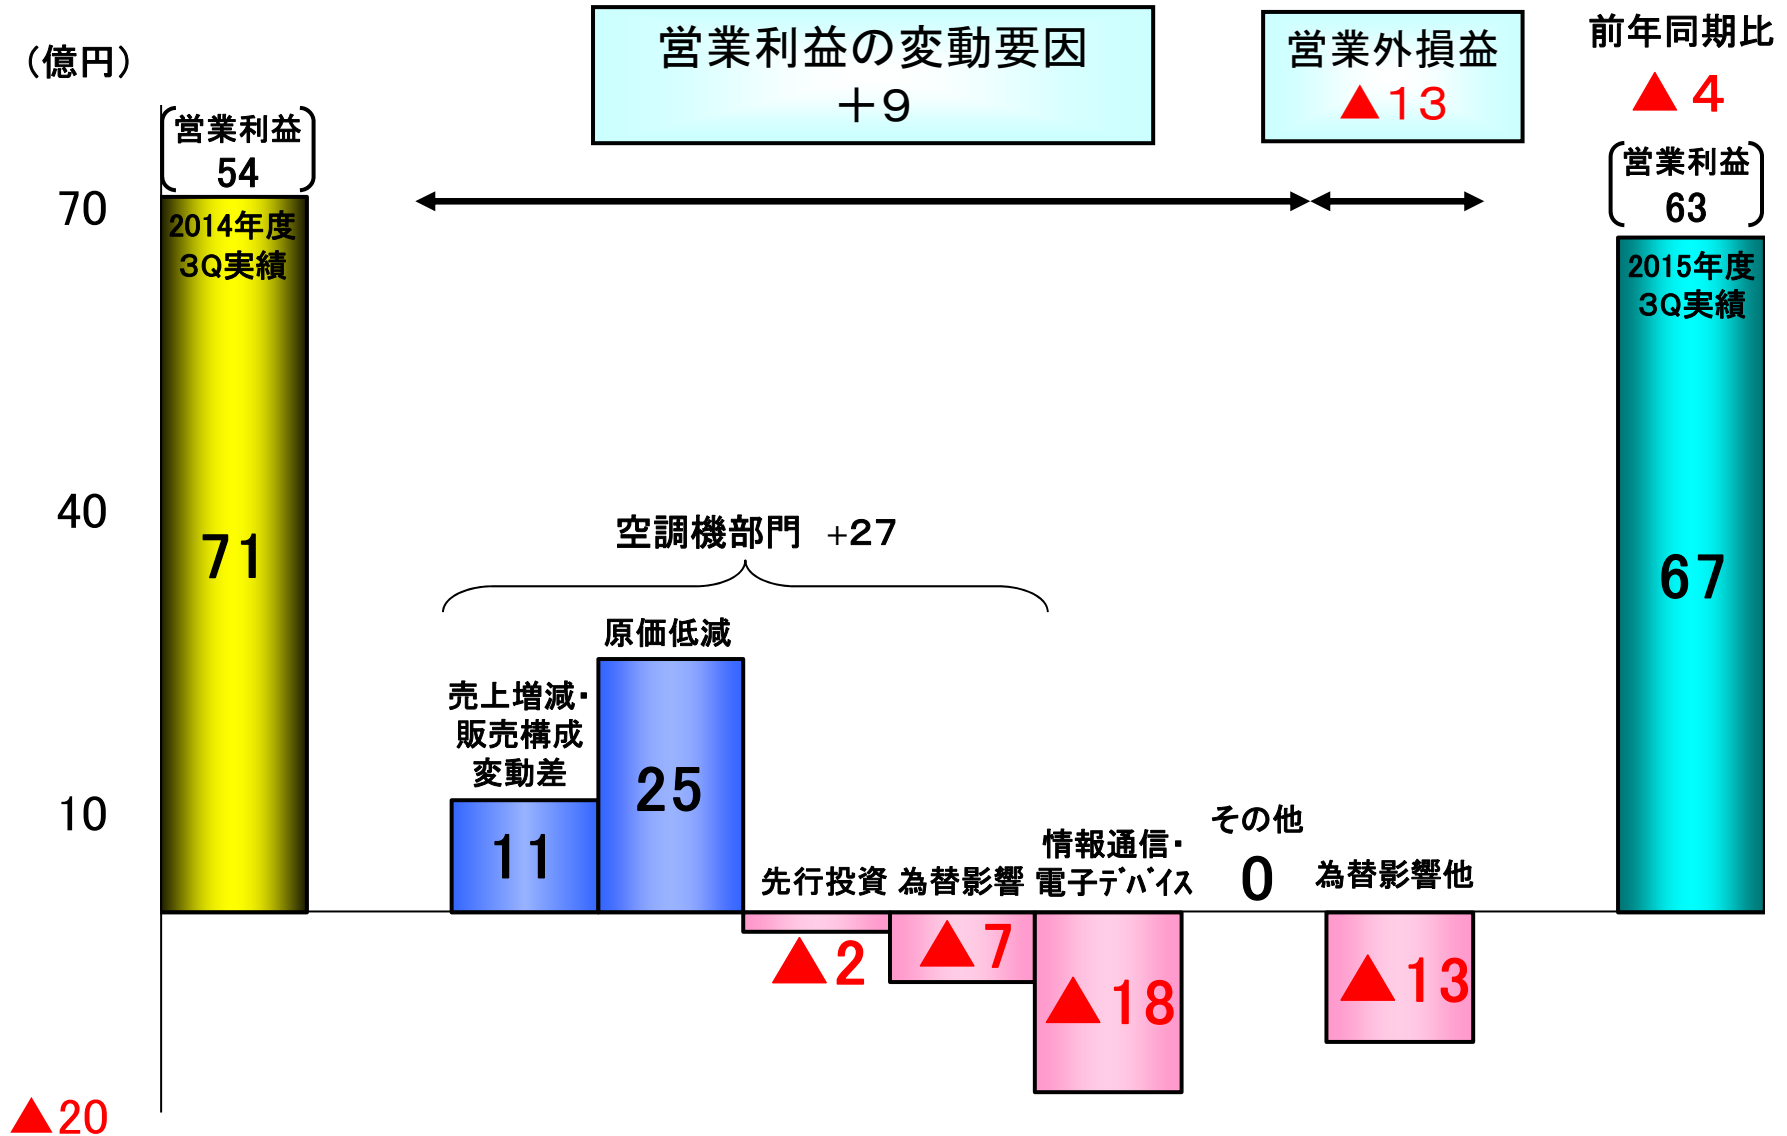 （億円）
営業利益の変動要因
＋９
営業外損益
▲１３
前年同期比
▲４
営業利益
54
営業利益
63
70
40
10
▲20
2014年度
３Q実績
71
2015年度
３Q実績
67
空調機部門　+27
売上増減・
販売構成
変動差
11
原価低減
25
先行投資
▲2
為替影響
▲7
情報通信・
電子ﾃﾞﾊﾞｲｽ
▲18
その他
0
為替影響他
▲13